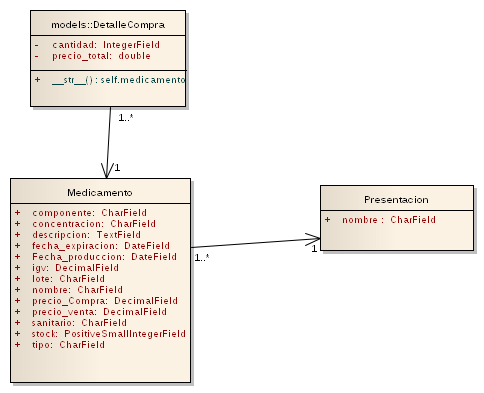 models::DetalleCompra
- cantidad: IntegerField
- precio_total: double
+ __str__() : self.medicamento
1..*
1
Medicamento
+ componente: CharField
+ concentracion: CharField
+ descripcion: TextField
+ fecha_expiracion: DateField
+ Fecha_produccion: DateField
+ igv: DecimalField
+ lote: CharField
+ nombre: CharField
+ precio_Compra: DecimalField
+ precio_venta: DecimalField
+ sanitario: CharField
+ stock: PositiveSmallIntegerField
+ tipo: CharField
1..*
1
Presentacion
+ nombre : CharField